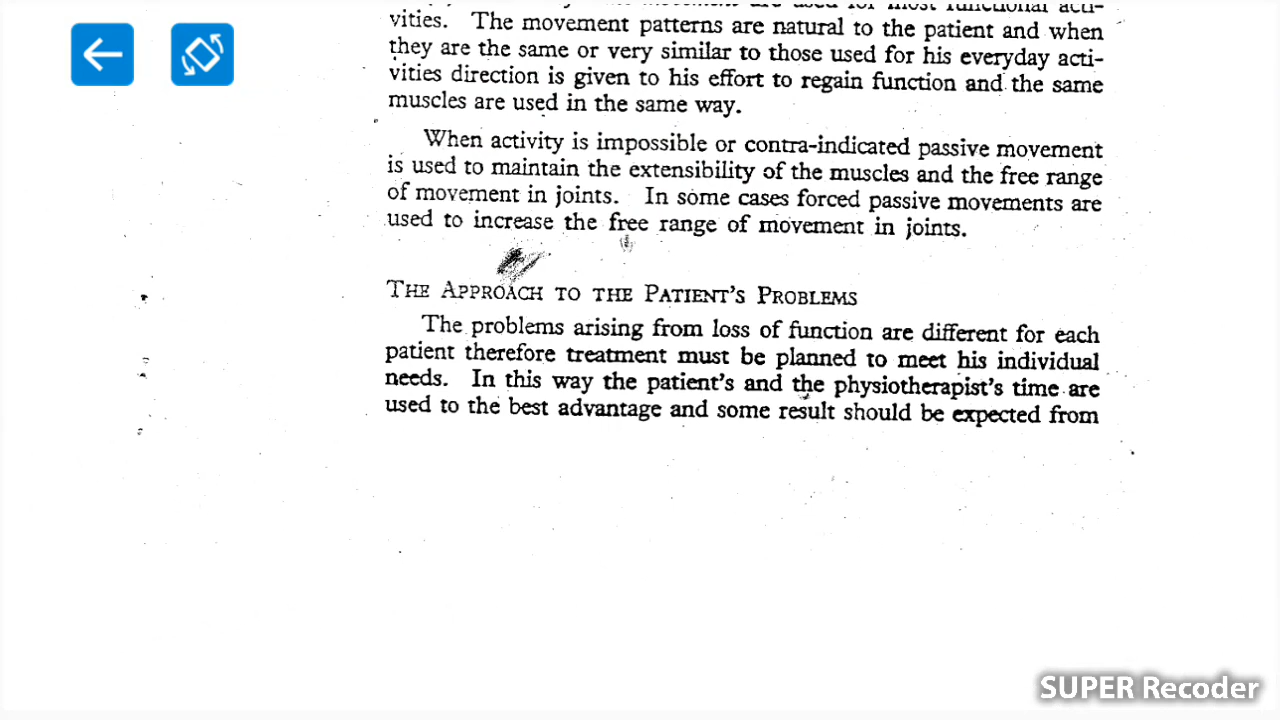 vities. The movement patterns are natural to the patient and when
they are the same or very similar to those used for his everyday acti-
vities direction is given to his effort to regain function and the same
muscles are used in the same way.
When activity is impossible or contra-indicated passive movement
is used to maintain the extensibility of the muscles and the free range
of movement in joints. In some cases forced passive movements are
used to increase the free range of movement in joints.
THE APPROACH TO THE PATIENT'S PROBLEMS
The problems arising from loss of function are different for each
patient therefore treatment must be planned to meet his individual
needs. In this way the patient's and the physiotherapist's time are
used to the best advantage and some result should be expected from
SUPER Recoder